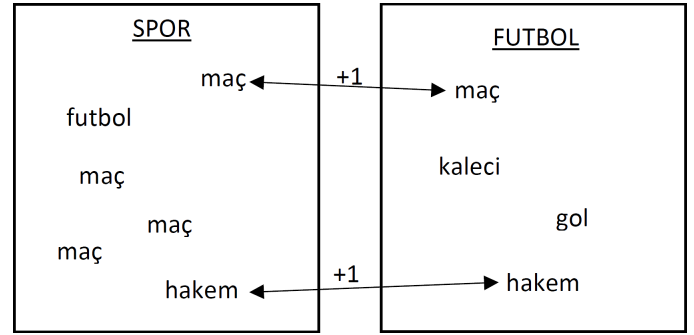 SPOR
maç
futbol
maç
maç
maç
hakem
+1
+1
FUTBOL
maç
kaleci
gol
hakem